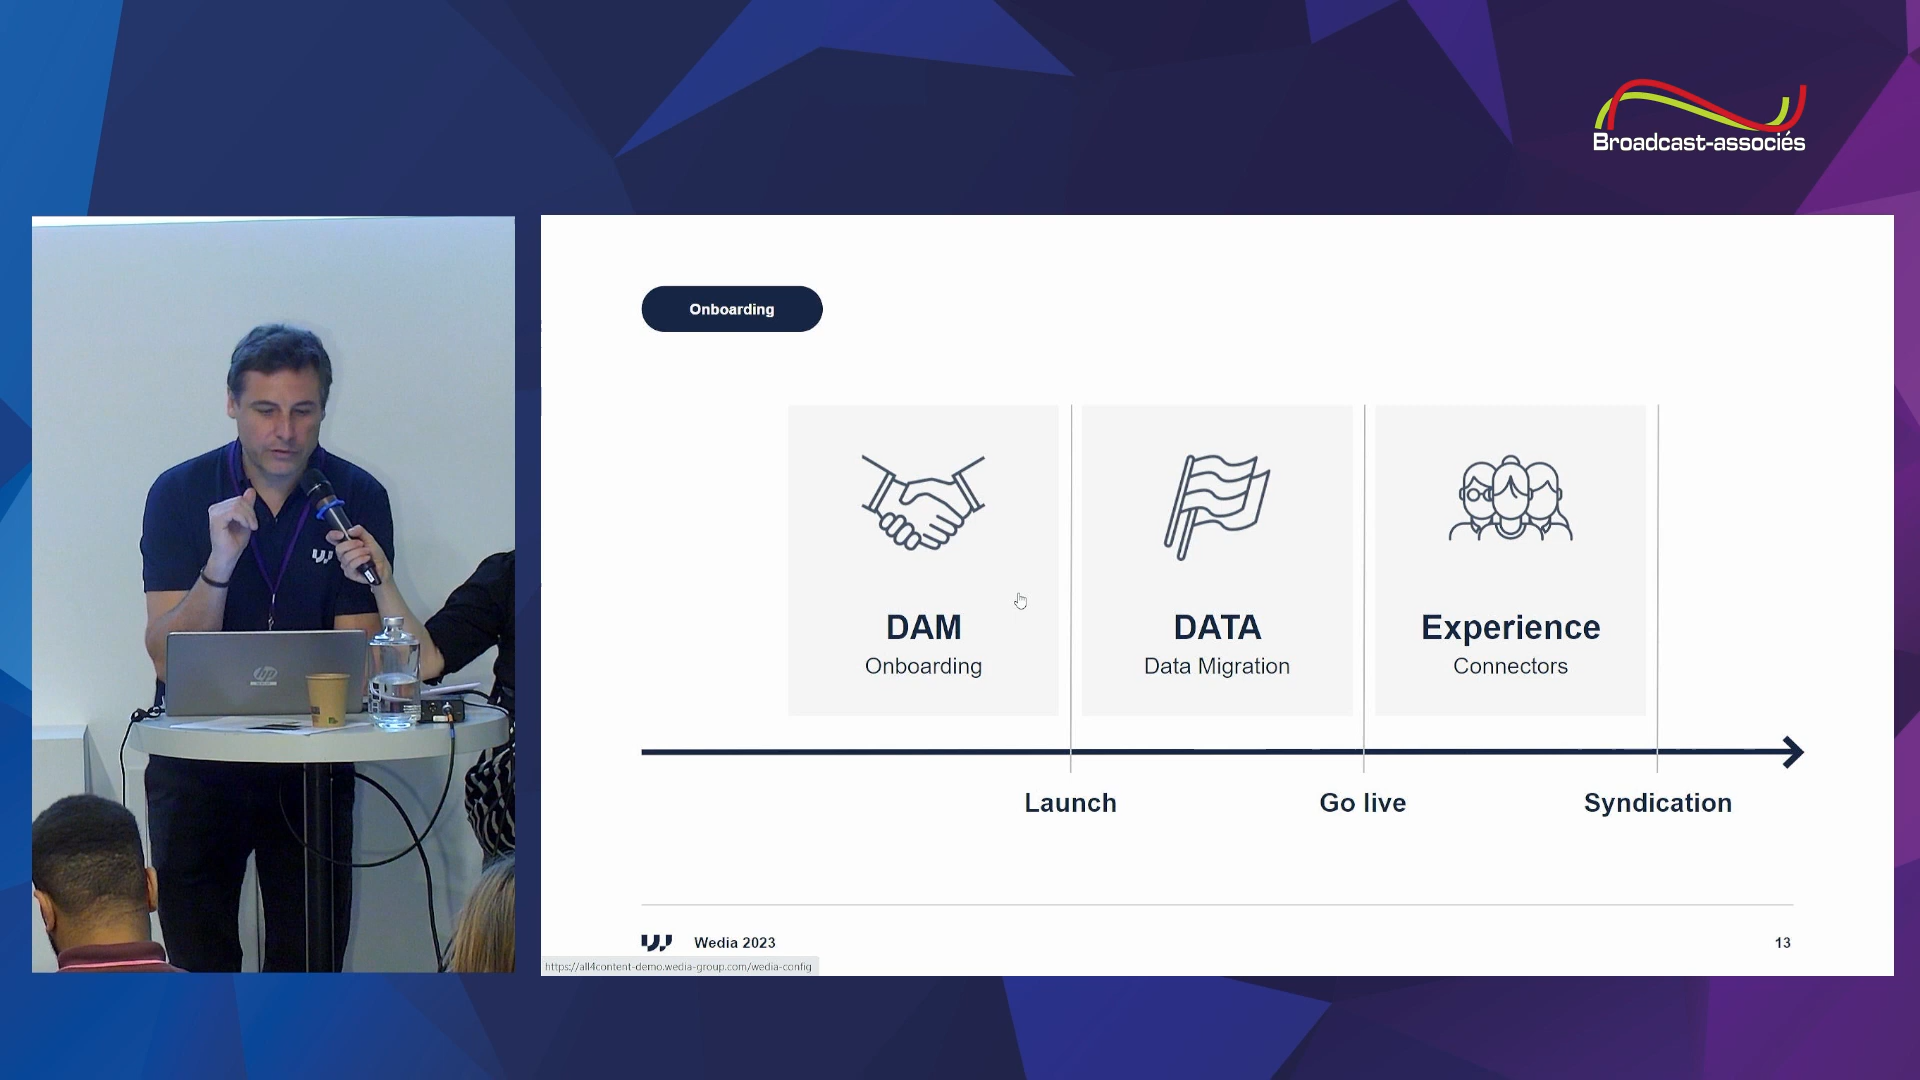 Broadcast-associés
Onboarding
DAM
Onboarding
DATA
Data Migration
Experience
Connectors
Launch
Go live
Syndication
Wedia 2023
13
https://all4content-demo.wedia-group.com/wedia-config
hp